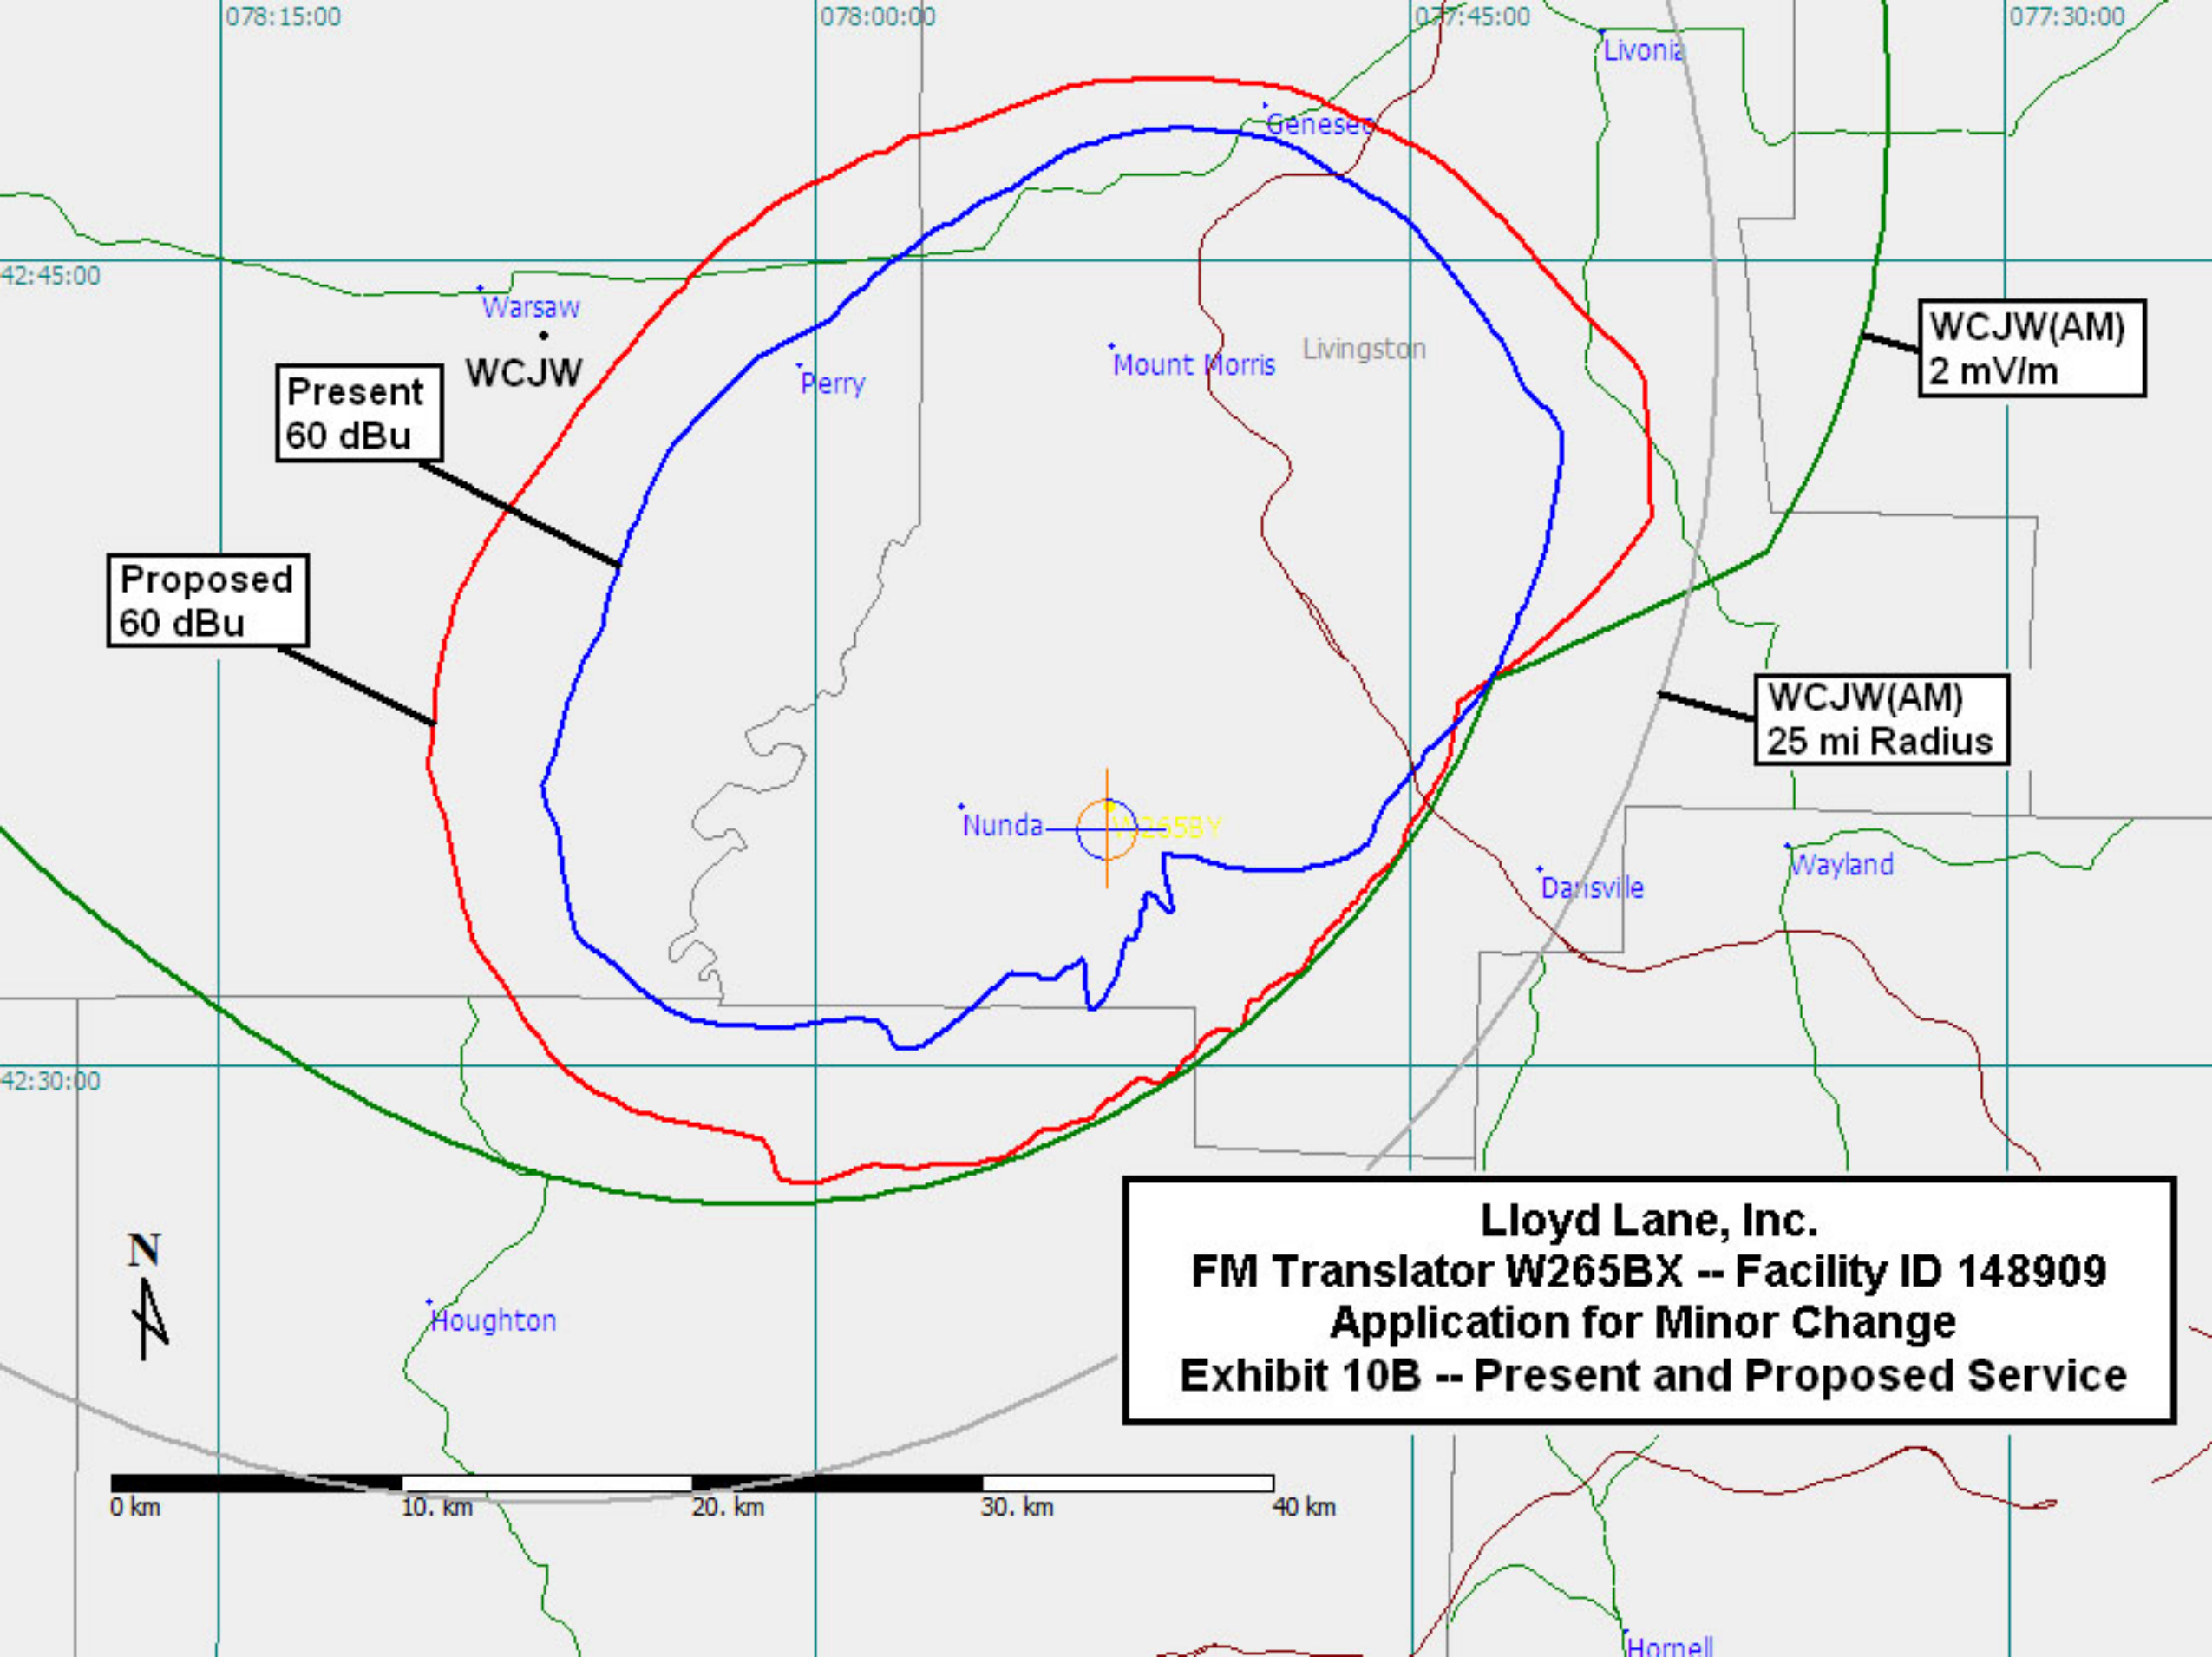 078:15:00
078:00:00
077:45:00
077:30:00
Livonia
Geneseo
42:45:00
Warsaw
WCJW
Present
60 dBu
Perry
Mount Morris
Livingston
WCJW(AM)
2 mV/m
Proposed
60 dBu
WCJW(AM)
25 mi Radius
Nunda
W265BY
Dansville
Wayland
42:30:00
N
Houghton
Lloyd Lane, Inc.
FM Translator W265BX -- Facility ID 148909
Application for Minor Change
Exhibit 10B -- Present and Proposed Service
0 km
10. km
20. km
30. km
40 km
Hornell